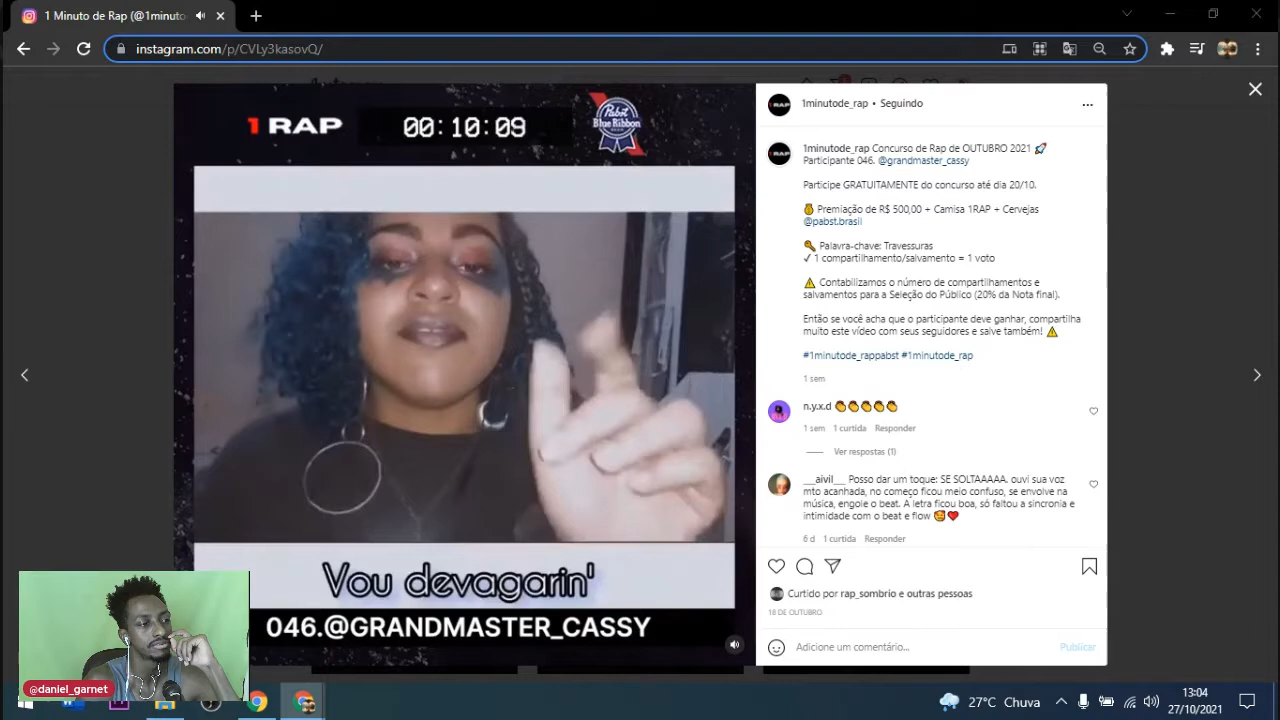 1 Minuto de Rap (@1minuto
instagram.com/p/CVLy3kasovQ/
1 RAP
00:10:09
Pabst
Blue Ribbon
Vou devagarin'
046.@GRANDMASTER_CASSY
@daniel_garnet
1minutode_rap • Seguindo
1minutode_rap Concurso de Rap de OUTUBRO 2021 🚀
Participante 046. @grandmaster_cassy
Participe GRATUITAMENTE do concurso até dia 20/10.
🏅 Premiação de R$ 500,00 + Camisa 1RAP + Cervejas
@pabst.brasil
🔑 Palavra-chave: Travessuras
✓ 1 compartilhamento/salvamento = 1 voto
⚠️ Contabilizamos o número de compartilhamentos e
salvamentos para a Seleção do Público (20% da Nota final).
Então se você acha que o participante deve ganhar, compartilha
muito este vídeo com seus seguidores e salve também! ⚠️
#1minutode_rappabst #1minutode_rap
1 sem
n.y.x.d 👏👏👏👏👏
1 sem 1 curtida Responder
Ver respostas (1)
___aivil___ Posso dar um toque: SE SOLTAAAAA. ouvi sua voz
mto acanhada, no começo ficou meio confuso, se envolve na
música, engole o beat. A letra ficou boa, só faltou a sincronia e
intimidade com o beat e flow 🥰❤️
6 d 1 curtida Responder
Curtido por rap_sombrio e outras pessoas
18 DE OUTUBRO
Adicione um comentário...
Publicar
27°C Chuva
13:04
27/10/2021